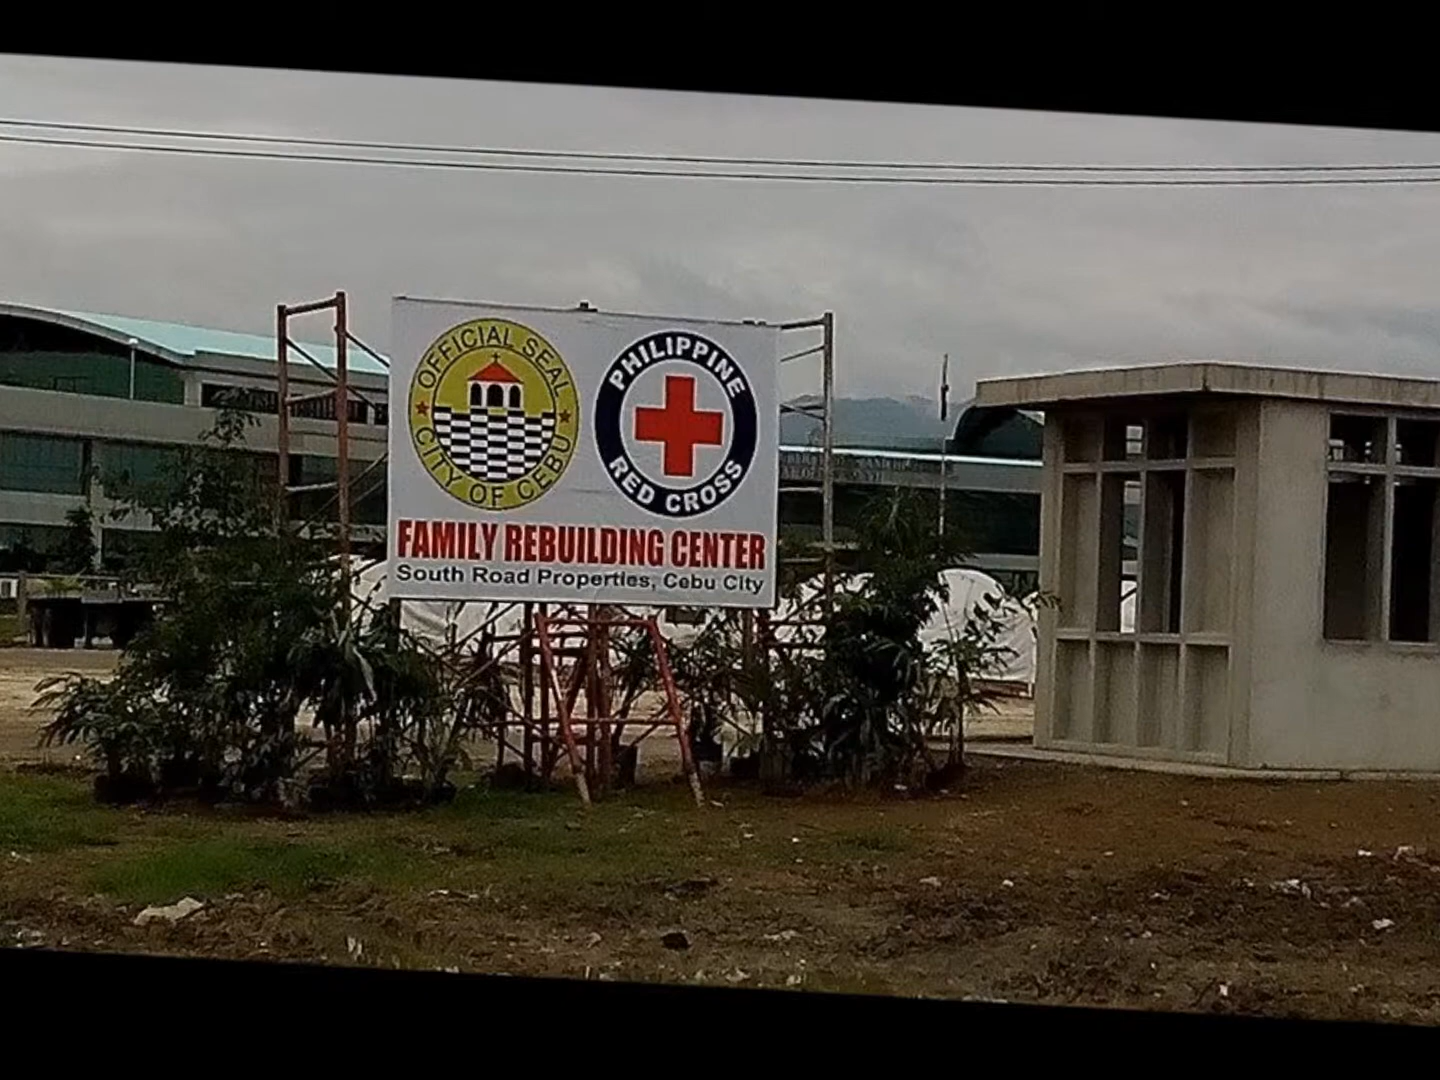 OFFICIAL SEAL
CITY OF CEBU
PHILIPPINE
RED CROSS
FAMILY REBUILDING CENTER
South Road Properties, Cebu City